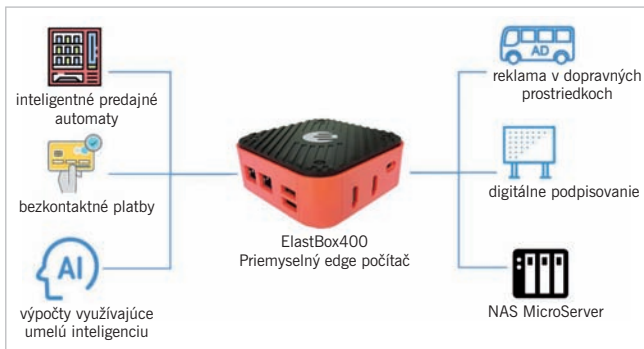 inteligentné predajné
automaty
bezkontaktné platby
AI
výpočty využívajúce
umelú inteligenciu
ElastBox400
Priemyselný edge počítač
AD
reklama v dopravných
prostriedkoch
digitálne podpisovanie
NAS MicroServer